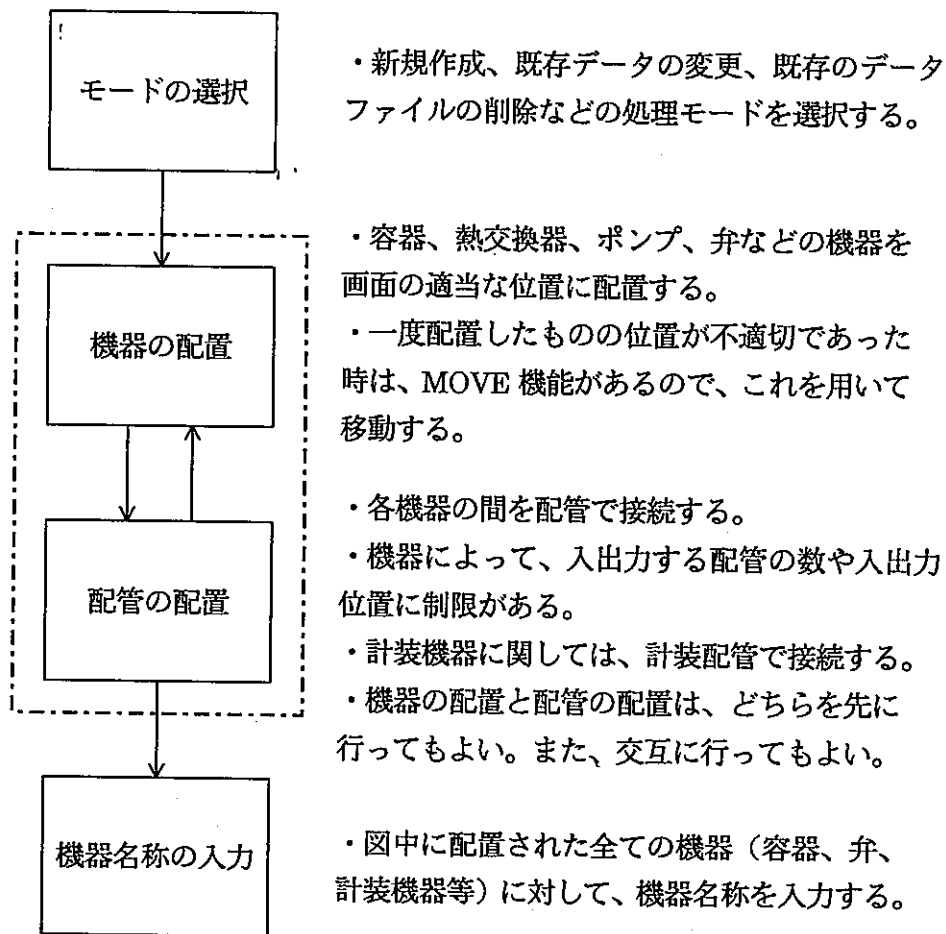 モードの選択
・新規作成、既存データの変更、既存のデータ
ファイルの削除などの処理モードを選択する。
機器の配置
・容器、熱交換器、ポンプ、弁などの機器を
画面の適当な位置に配置する。
・一度配置したものの位置が不適切であった
時は、MOVE 機能があるので、これを用いて
移動する。
配管の配置
・各機器の間を配管で接続する。
・機器によって、入出力する配管の数や入出力
位置に制限がある。
・計装機器に関しては、計装配管で接続する。
・機器の配置と配管の配置は、どちらを先に
行ってもよい。また、交互に行ってもよい。
機器名称の入力
・図中に配置された全ての機器（容器、弁、
計装機器等）に対して、機器名称を入力する。